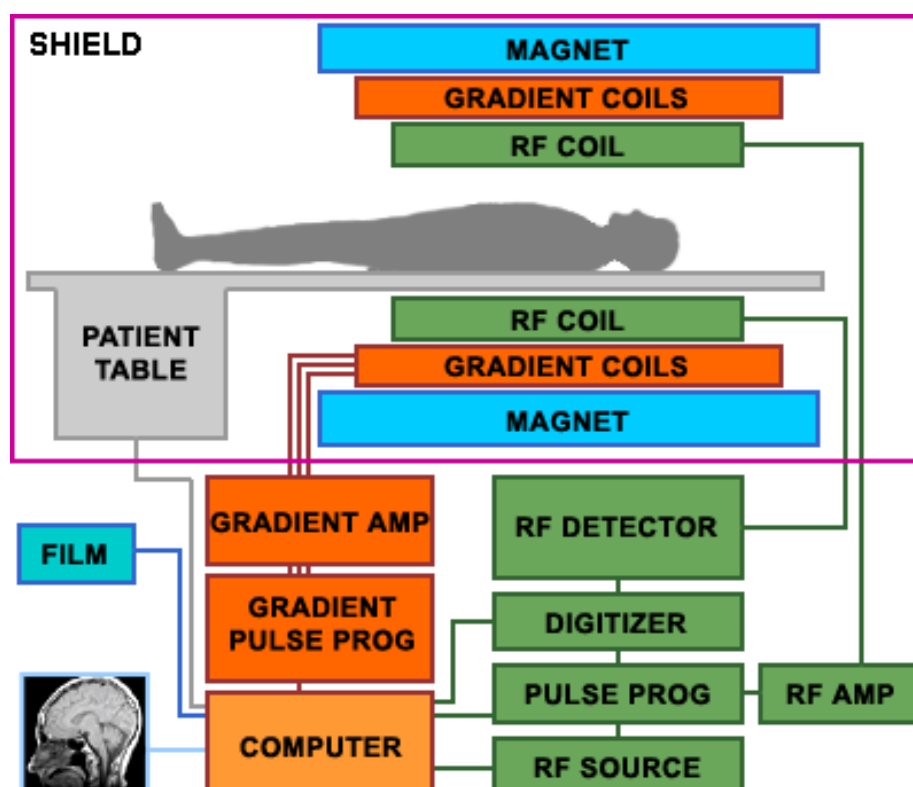 SHIELD
MAGNET
GRADIENT COILS
RF COIL
RF COIL
PATIENT
TABLE
GRADIENT COILS
MAGNET
GRADIENT AMP
RF DETECTOR
FILM
GRADIENT
PULSE PROG
DIGITIZER
PULSE PROG
RF AMP
COMPUTER
RF SOURCE